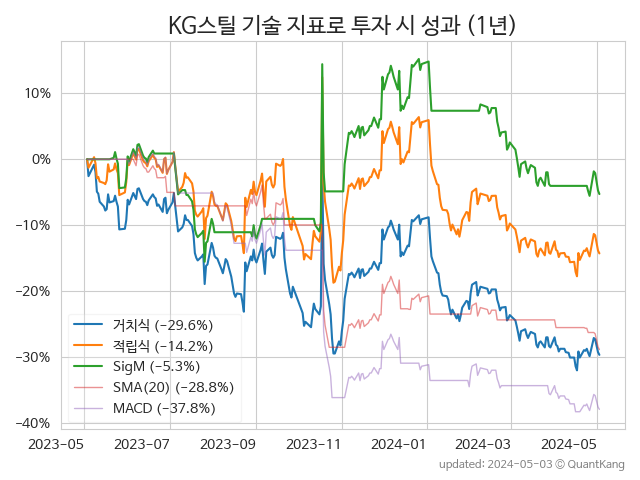 KG스틸 기술 지표로 투자 시 성과 (1년)
10%
0%
−10%
−20%
−30%
−40%
거치식 (−29.6%)
적립식 (−14.2%)
SigM (−5.3%)
SMA(20) (−28.8%)
MACD (−37.8%)
2023-05
2023-07
2023-09
2023-11
2024-01
2024-03
2024-05
updated: 2024-05-03 ⓒ QuantKang